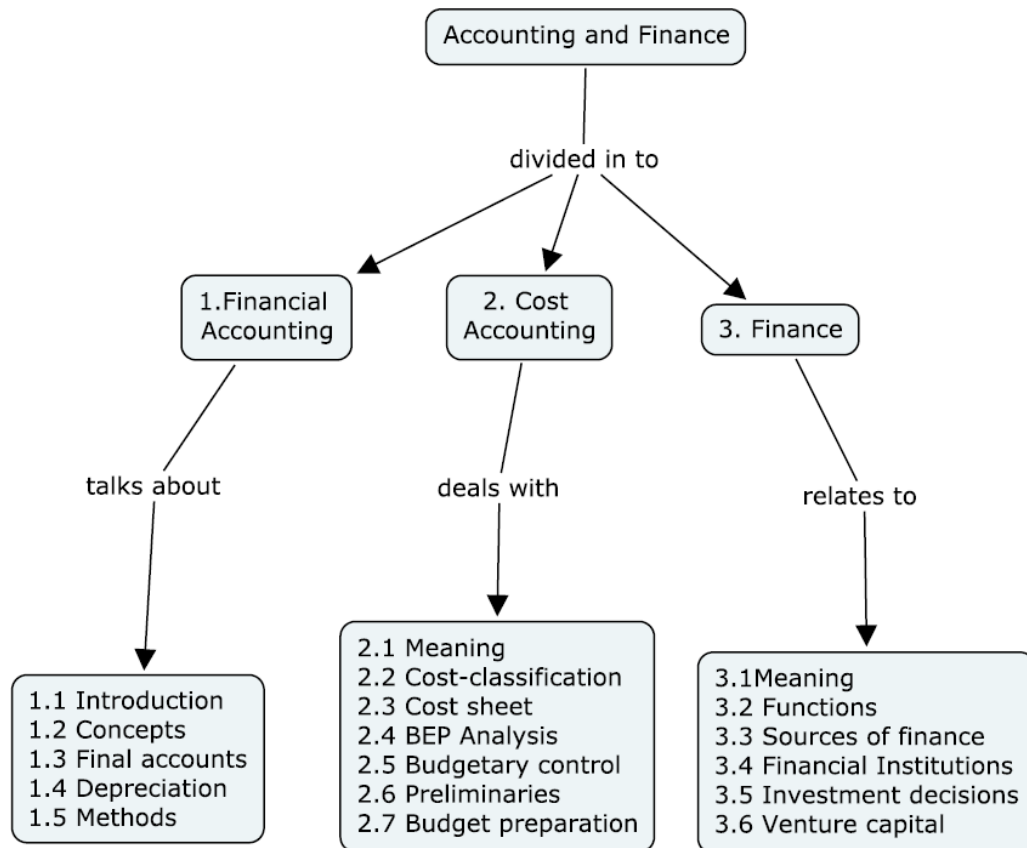 Accounting and Finance
divided in to
1.Financial
Accounting
2. Cost
Accounting
3. Finance
talks about
deals with
relates to
1.1 Introduction
1.2 Concepts
1.3 Final accounts
1.4 Depreciation
1.5 Methods
2.1 Meaning
2.2 Cost-classification
2.3 Cost sheet
2.4 BEP Analysis
2.5 Budgetary control
2.6 Preliminaries
2.7 Budget preparation
3.1Meaning
3.2 Functions
3.3 Sources of finance
3.4 Financial Institutions
3.5 Investment decisions
3.6 Venture capital